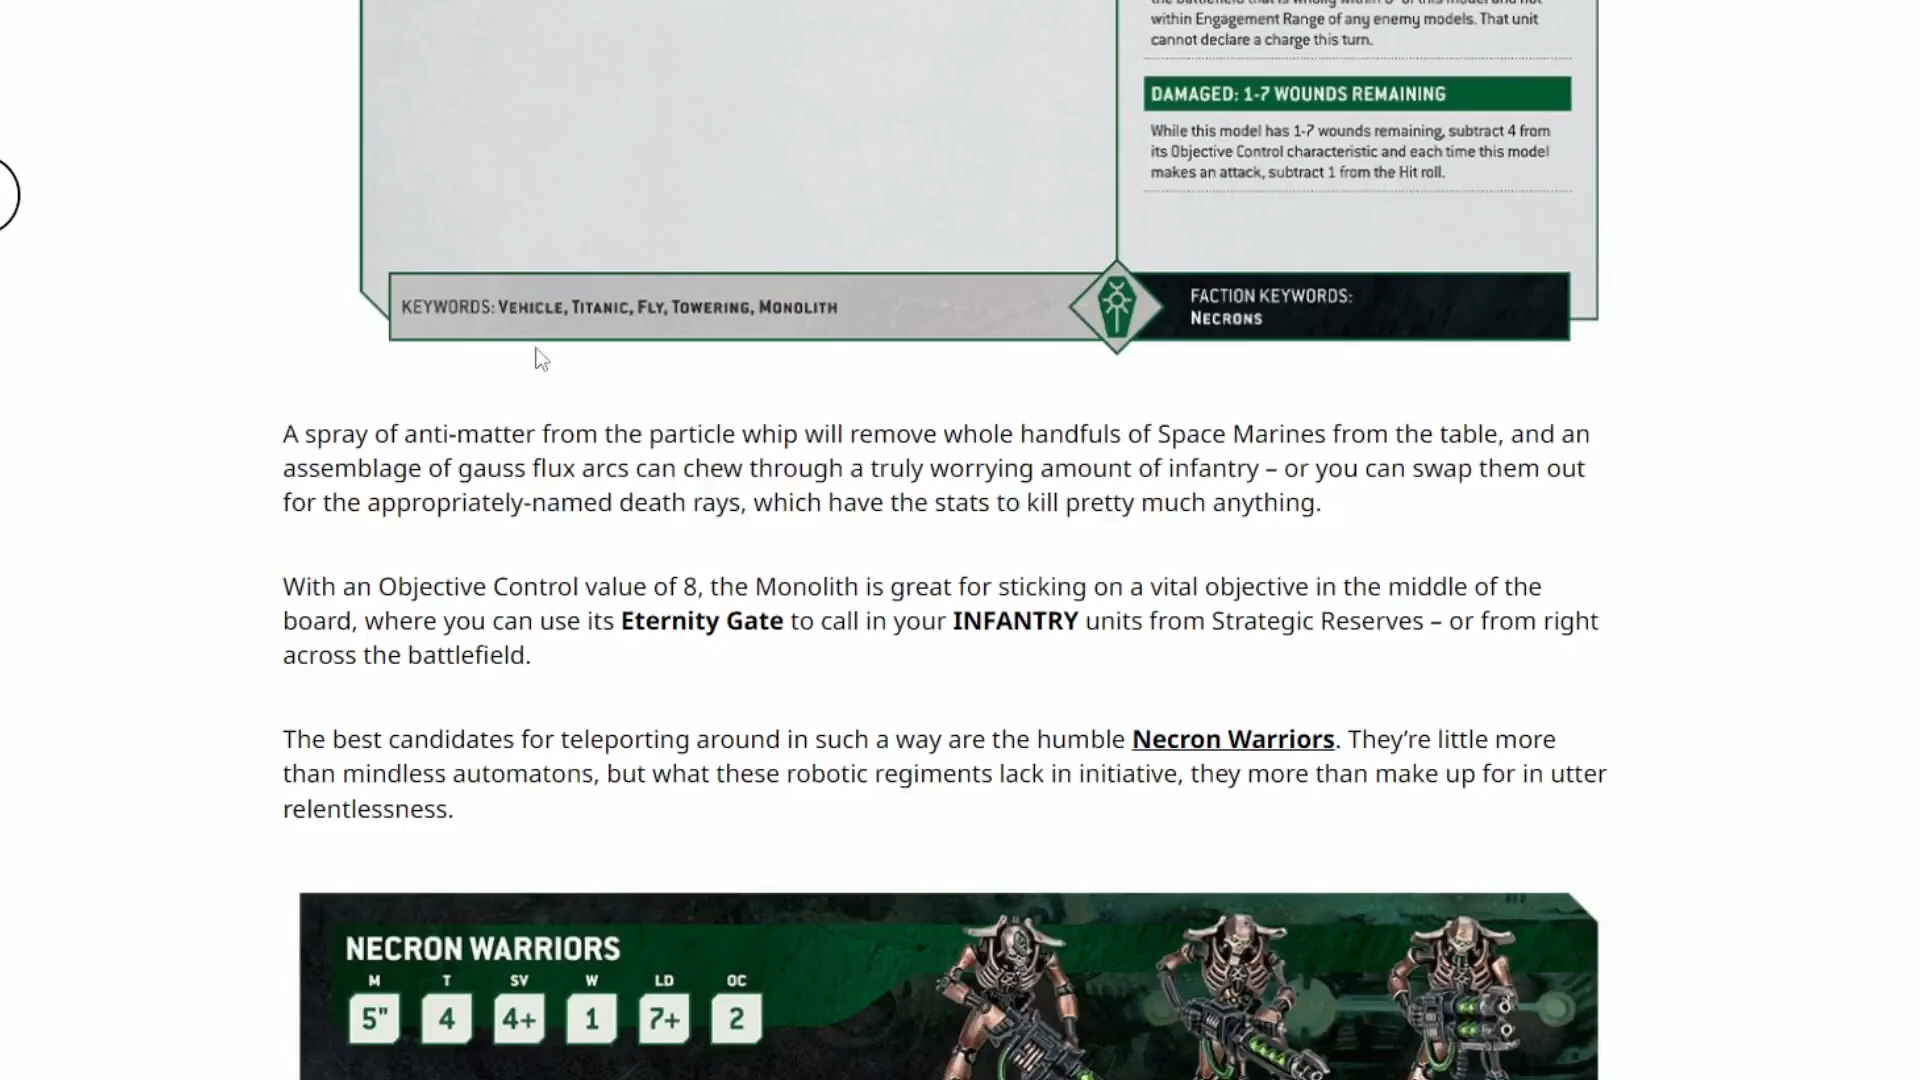 within Engagement Range of any enemy models. That unit
cannot declare a charge this turn.
DAMAGED: 1-7 WOUNDS REMAINING
While this model has 1-7 wounds remaining, subtract 4 from
its Objective Control characteristic and each time this model
makes an attack, subtract 1 from the Hit roll.
KEYWORDS: VEHICLE, TITANIC, FLY, TOWERING, MONOLITH
FACTION KEYWORDS:
NECRONS
A spray of anti-matter from the particle whip will remove whole handfuls of Space Marines from the table, and an
assemblage of gauss flux arcs can chew through a truly worrying amount of infantry – or you can swap them out
for the appropriately-named death rays, which have the stats to kill pretty much anything.
With an Objective Control value of 8, the Monolith is great for sticking on a vital objective in the middle of the
board, where you can use its Eternity Gate to call in your INFANTRY units from Strategic Reserves – or from right
across the battlefield.
The best candidates for teleporting around in such a way are the humble Necron Warriors. They’re little more
than mindless automatons, but what these robotic regiments lack in initiative, they more than make up for in utter
relentlessness.
NECRON WARRIORS
M T SV W LD OC
5" 4 4+ 1 7+ 2